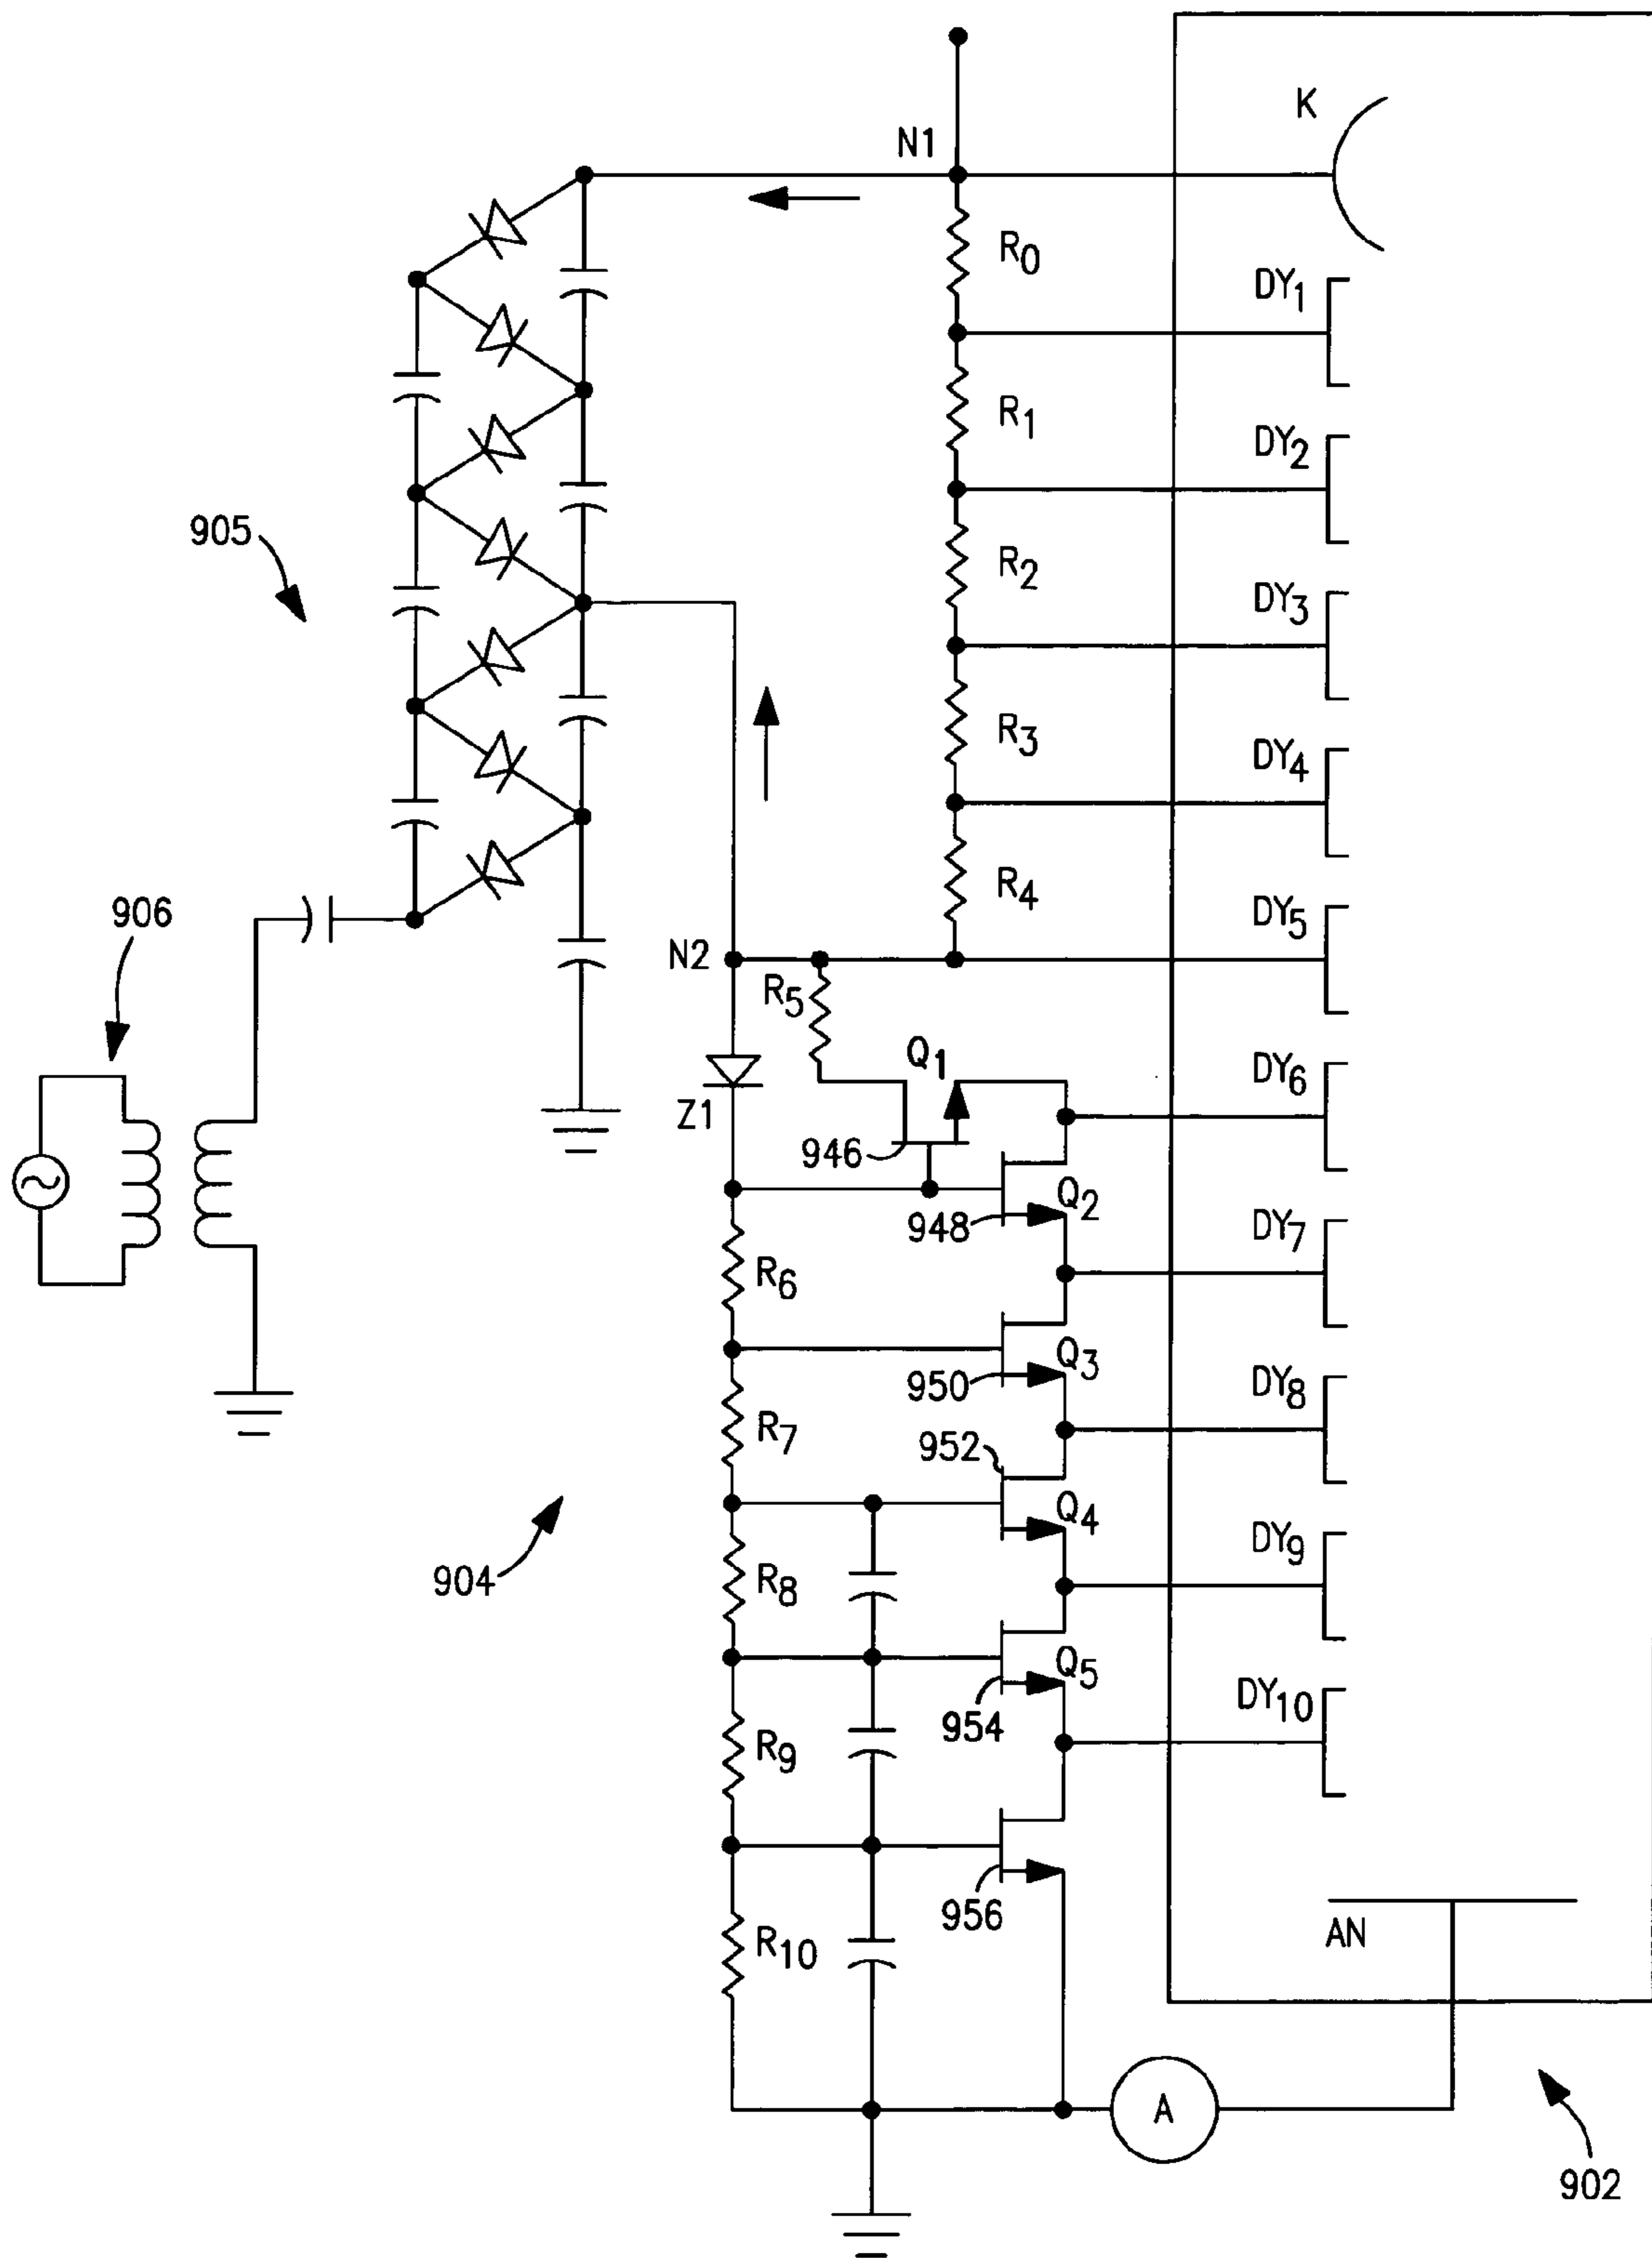 K
N1
R0
DY1
R1
DY2
905
R2
DY3
R3
DY4
R4
906
DY5
N2
R5
Q1
DY6
Z1
946
Q2
948
DY7
R6
Q3
950
DY8
R7
952
Q4
DY9
904
R8
Q5
DY10
954
R9
956
AN
R10
A
902